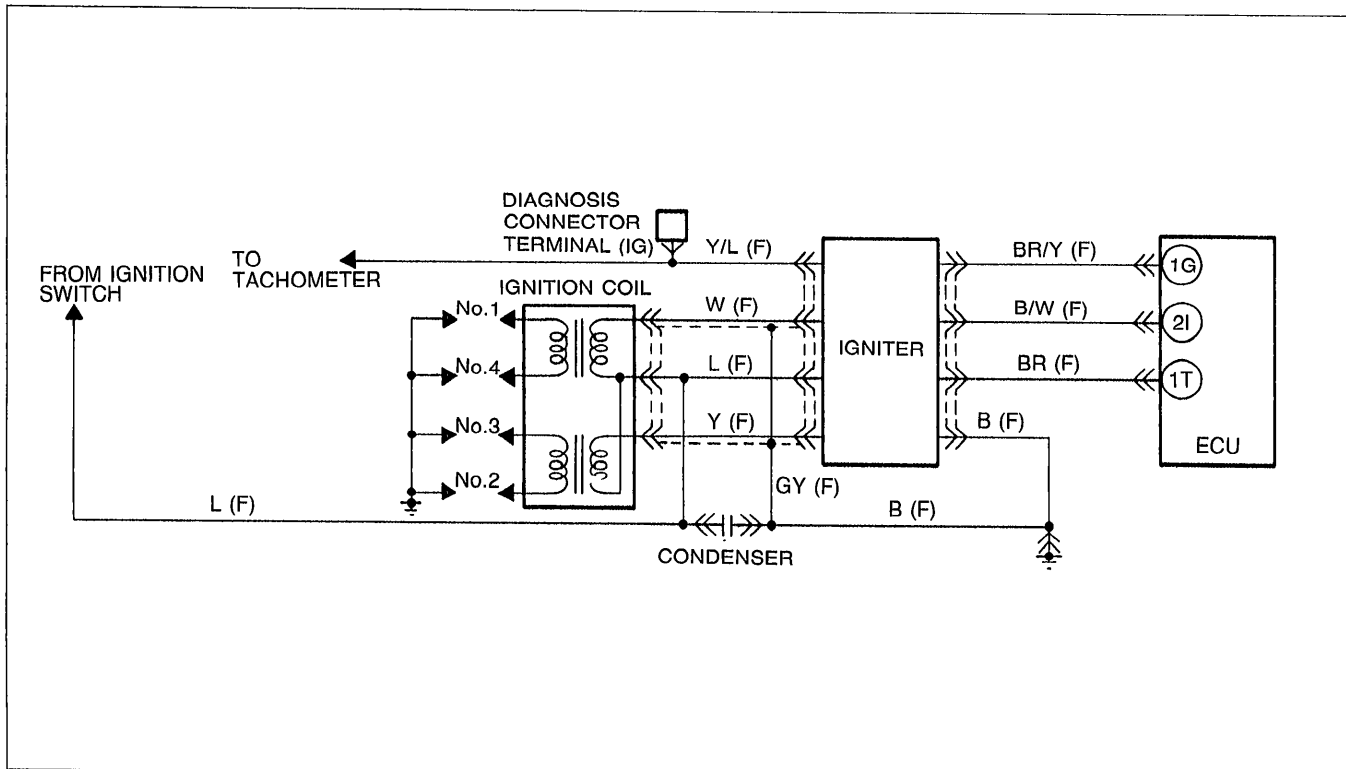 DIAGNOSIS
CONNECTOR
TERMINAL (IG)
Y/L (F)
BR/Y (F)
1G
FROM IGNITION
SWITCH
TO
TACHOMETER
IGNITION COIL
No.1
W (F)
B/W (F)
2I
IGNITER
No.4
L (F)
BR (F)
1T
No.3
Y (F)
B (F)
ECU
No.2
GY (F)
L (F)
B (F)
CONDENSER